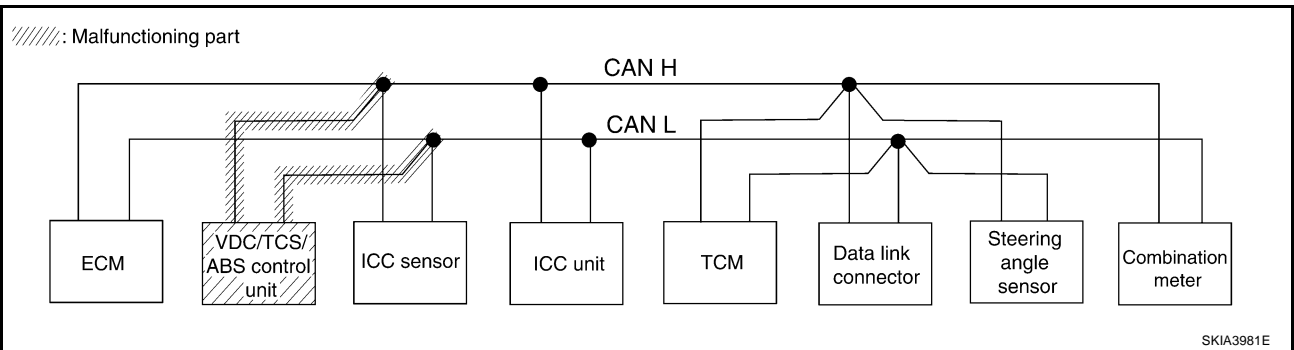 : Malfunctioning part
CAN H
CAN L
ECM
VDC/TCS/
ABS control
unit
ICC sensor
ICC unit
TCM
Data link
connector
Steering
angle
sensor
Combination
meter
SKIA3981E